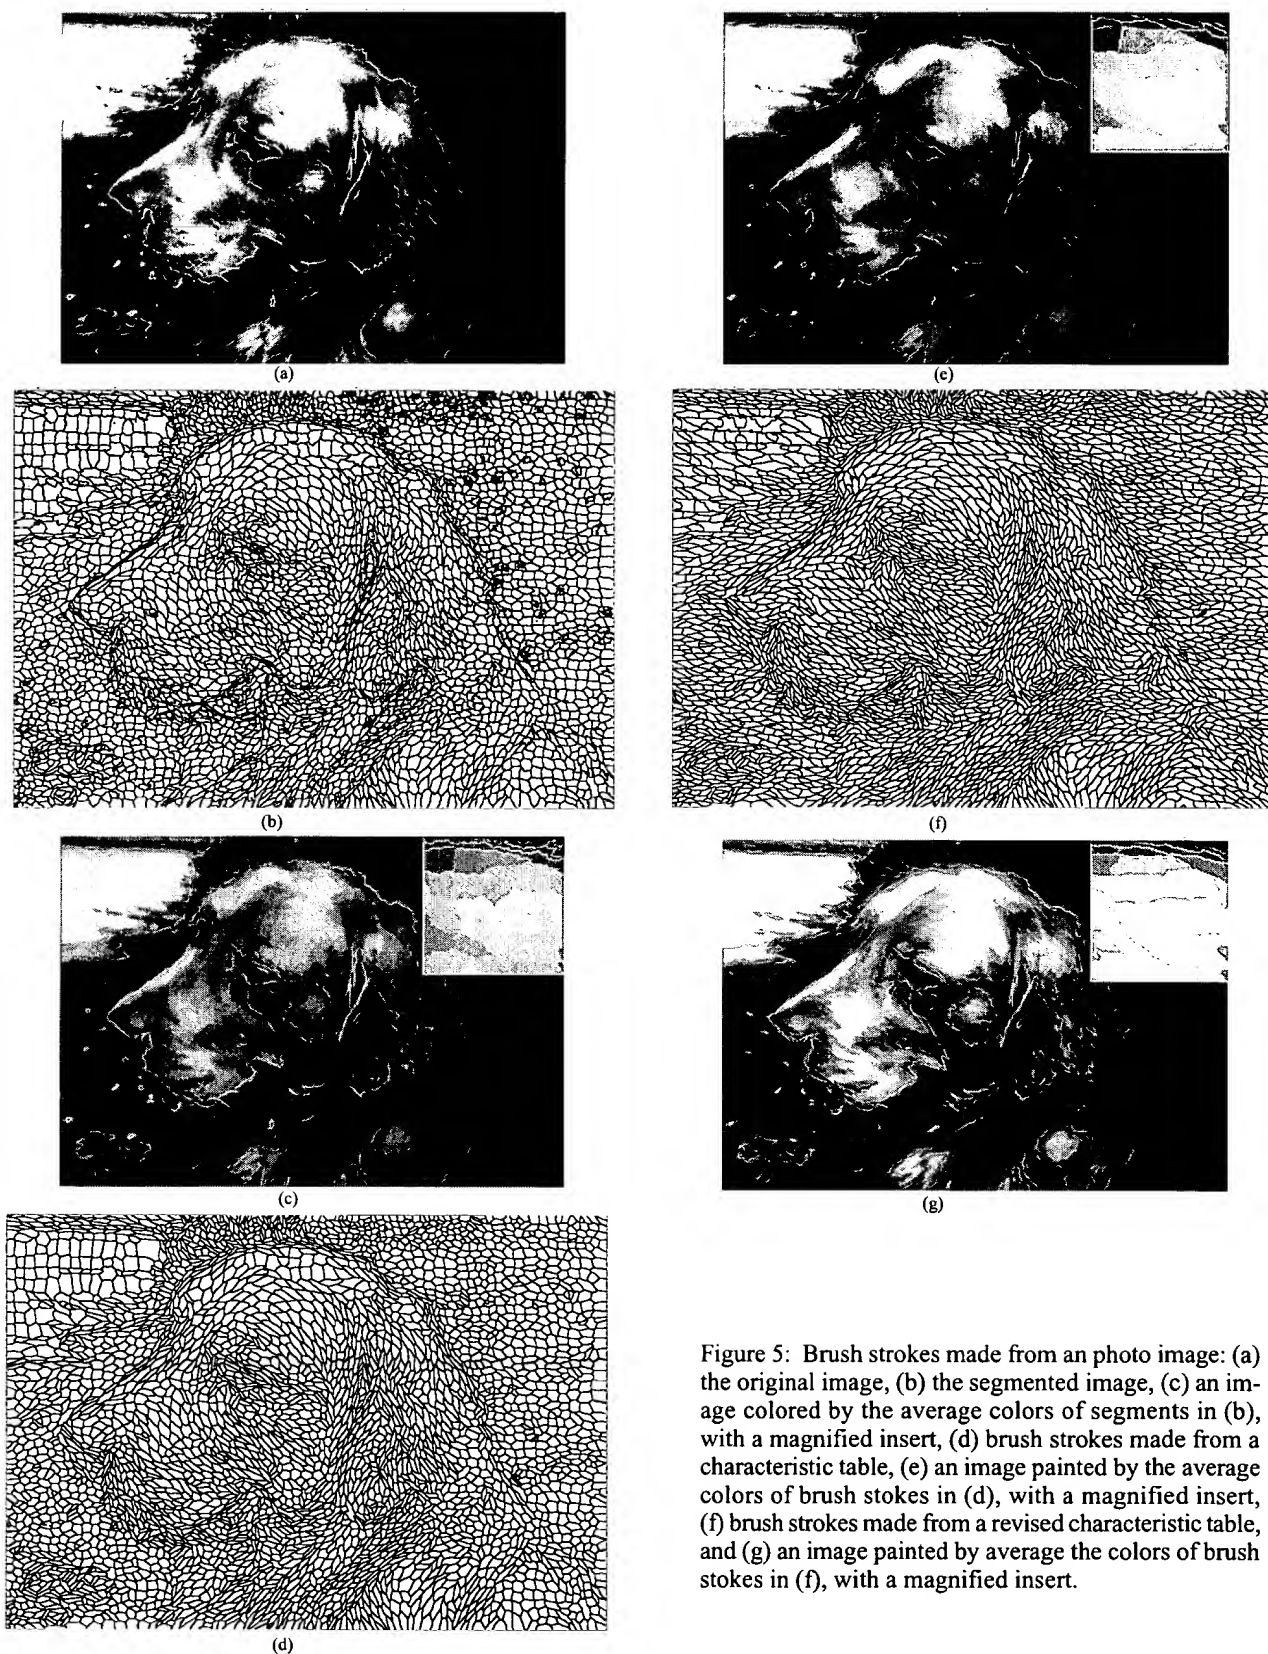 (a)
(e)
(b)
(f)
(c)
(g)
(d)
Figure 5: Brush strokes made from an photo image: (a)
the original image, (b) the segmented image, (c) an im-
age colored by the average colors of segments in (b),
with a magnified insert, (d) brush strokes made from a
characteristic table, (e) an image painted by the average
colors of brush stokes in (d), with a magnified insert,
(f) brush strokes made from a revised characteristic table,
and (g) an image painted by average the colors of brush
stokes in (f), with a magnified insert.